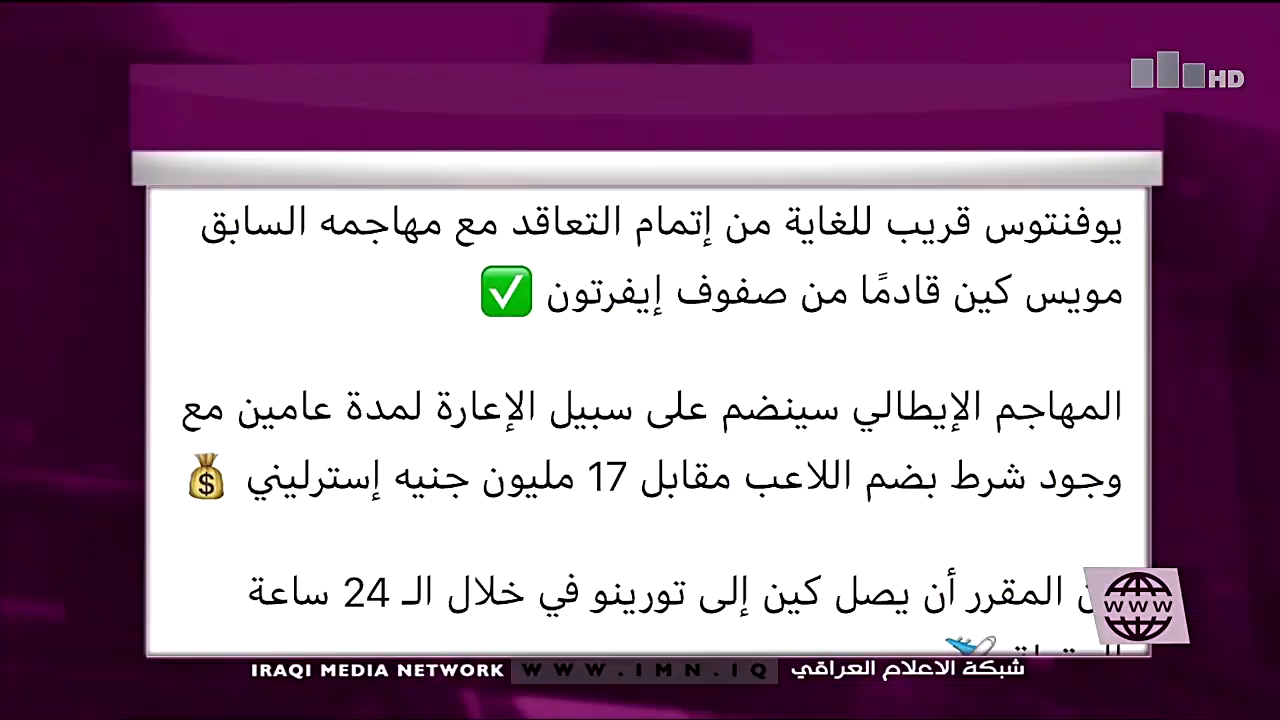 HD
يوفنتوس قريب للغاية من إتمام التعاقد مع مهاجمه السابق
مويس كين قادمًا من صفوف إيفرتون ✅
المهاجم الإيطالي سينضم على سبيل الإعارة لمدة عامين مع
وجود شرط بضم اللاعب مقابل 17 مليون جنيه إسترليني 💰
المقرر أن يصل كين إلى تورينو في خلال الـ 24 ساعة
WWW
IRAQI MEDIA NETWORK WWW.IMN.IQ شبكة الاعلام العراقي